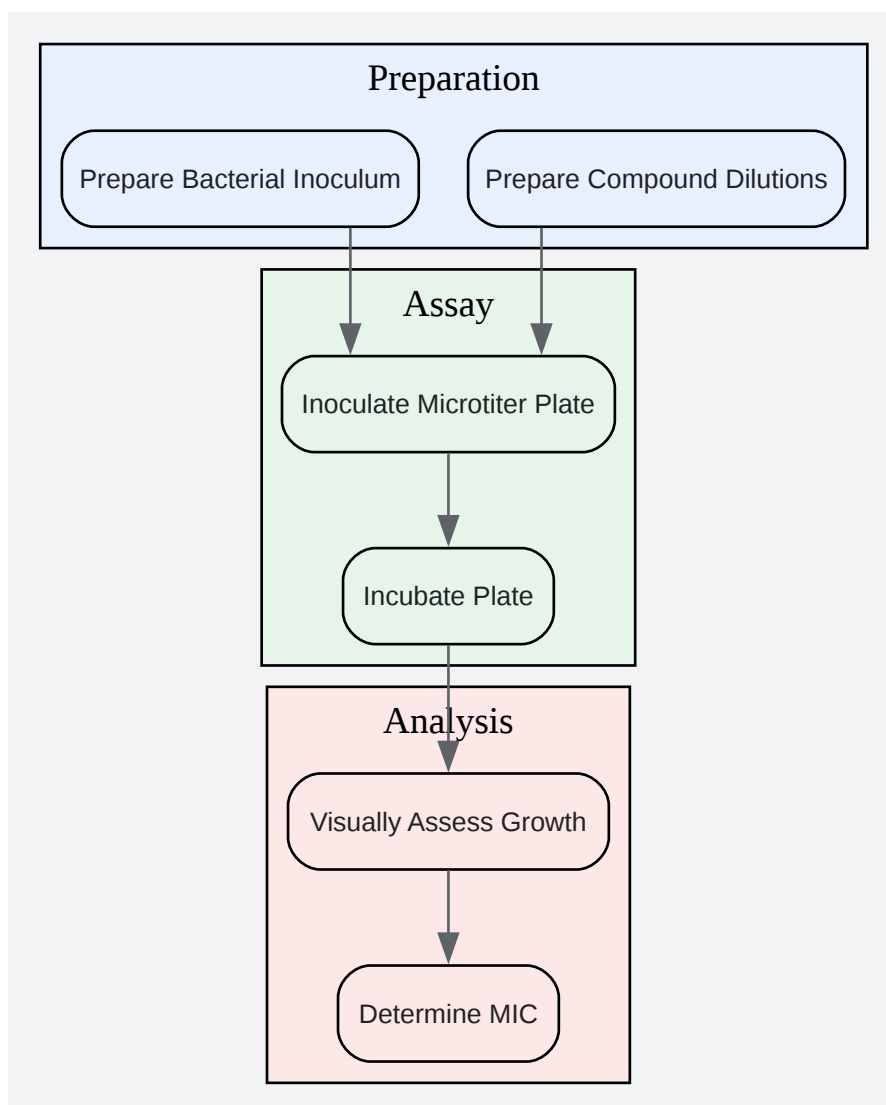 Preparation
Prepare Bacterial Inoculum
Prepare Compound Dilutions
Assay
Inoculate Microtiter Plate
Incubate Plate
Analysis
Visually Assess Growth
Determine MIC